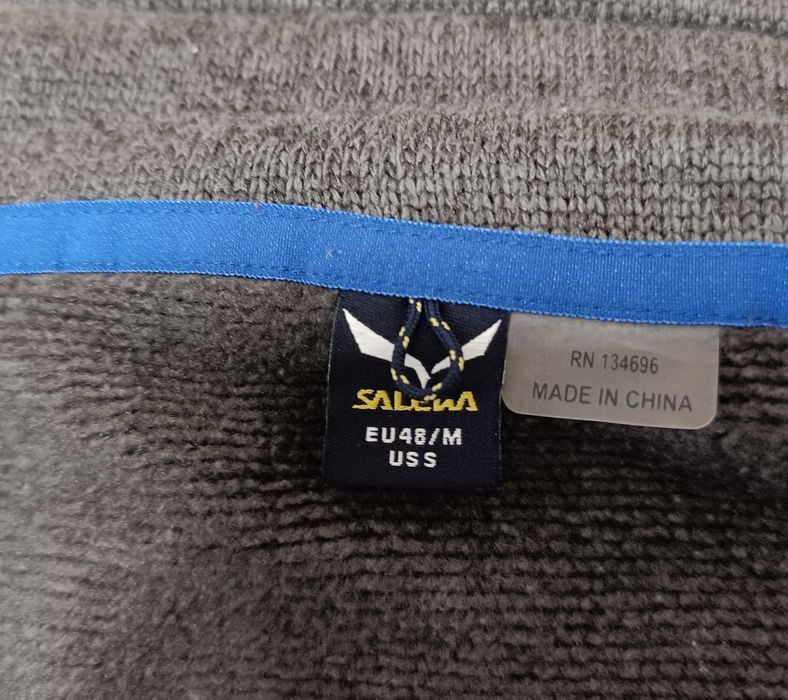 SALEWA
EU48/M
US S
RN 134696
MADE IN CHINA